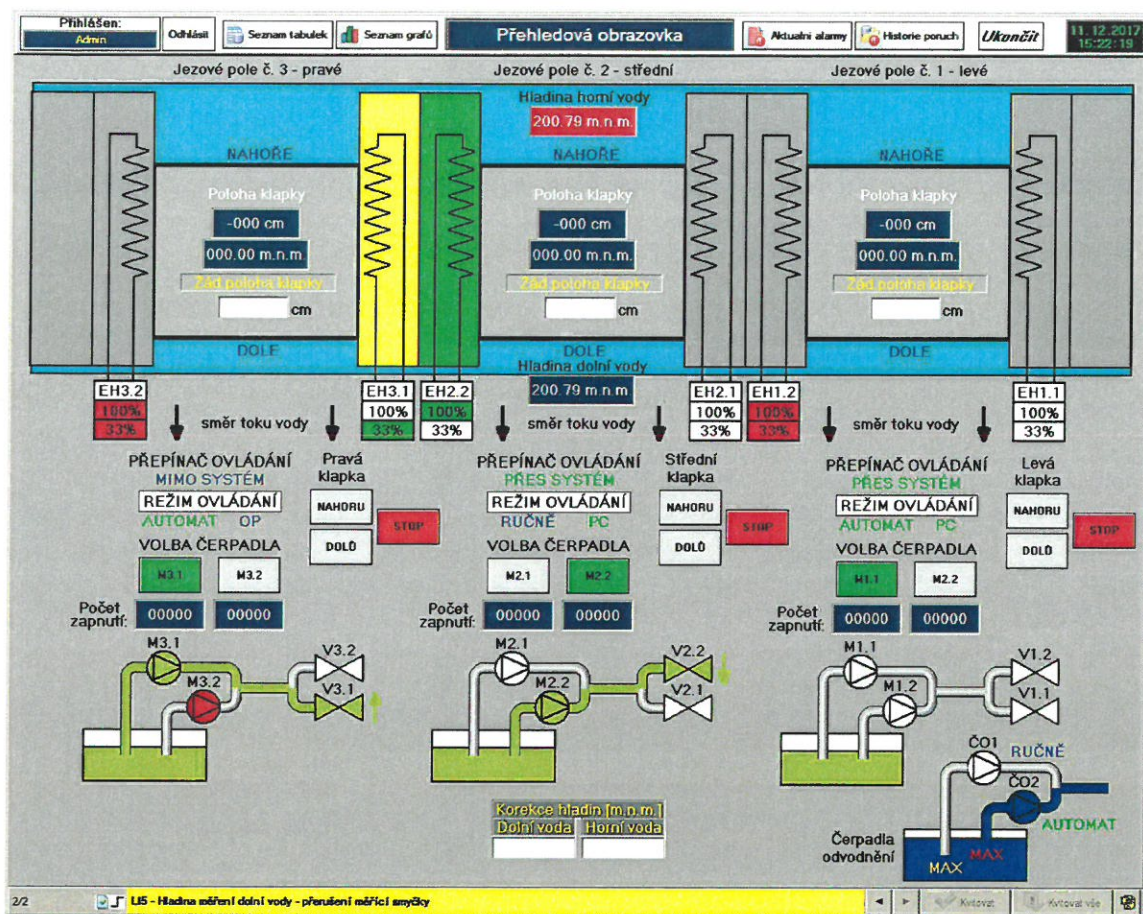 Přihlášen:
Admin
Odhlásit
Seznam tabulek
Seznam grafů
Přehledová obrazovka
Aktualni alarmy
Historie poruch
Ukončit
11.12.2017
15:22:19
Jezové pole č. 3 - pravé
Jezové pole č. 2 - střední
Jezové pole č. 1 - levé
Hladina horní vody
200.79 m.n.m.
NAHOŘE
NAHOŘE
Poloha klapky
-000 cm
000.00 m.n.m.
Žád poloha klapky
cm
Poloha klapky
-000 cm
000.00 m.n.m.
Žád poloha klapky
cm
Poloha klapky
-000 cm
000.00 m.n.m.
Žád poloha klapky
cm
DOLE
DOLE
DOLE
Hladina dolní vody
200.79 m.n.m.
EH3.2
100%
33%
EH3.1
100%
33%
EH2.2
100%
33%
EH2.1
100%
33%
EH1.2
100%
33%
EH1.1
100%
33%
směr toku vody
směr toku vody
směr toku vody
PŘEPÍNAČ OVLÁDÁNÍ
MIMO SYSTÉM
REŽIM OVLÁDÁNÍ
AUTOMAT OP
VOLBA ČERPADLA
M3.1 M3.2
Počet zapnutí:
00000 00000
Pravá klapka
NAHORU
DOLŮ
STOP
PŘEPÍNAČ OVLÁDÁNÍ
PŘES SYSTÉM
REŽIM OVLÁDÁNÍ
RUČNĚ PC
VOLBA ČERPADLA
M2.1 M2.2
Počet zapnutí:
00000 00000
Střední klapka
NAHORU
DOLŮ
STOP
PŘEPÍNAČ OVLÁDÁNÍ
PŘES SYSTÉM
REŽIM OVLÁDÁNÍ
AUTOMAT PC
VOLBA ČERPADLA
M1.1 M2.2
Počet zapnutí:
00000 00000
Levá klapka
NAHORU
DOLŮ
STOP
M3.1
M3.2
V3.2
V3.1
M2.1
M2.2
V2.2
V2.1
M1.1
M1.2
V1.2
V1.1
ČO1
RUČNĚ
ČO2
AUTOMAT
Čerpadla odvodnění
MAX
MAX
Korekce hladin [m.n.m.]
Dolní voda Horní voda
2/2
LI5 - Hladina měření dolní vody - přerušení měřící smyčky
Kvitovat
Kvitovat vše